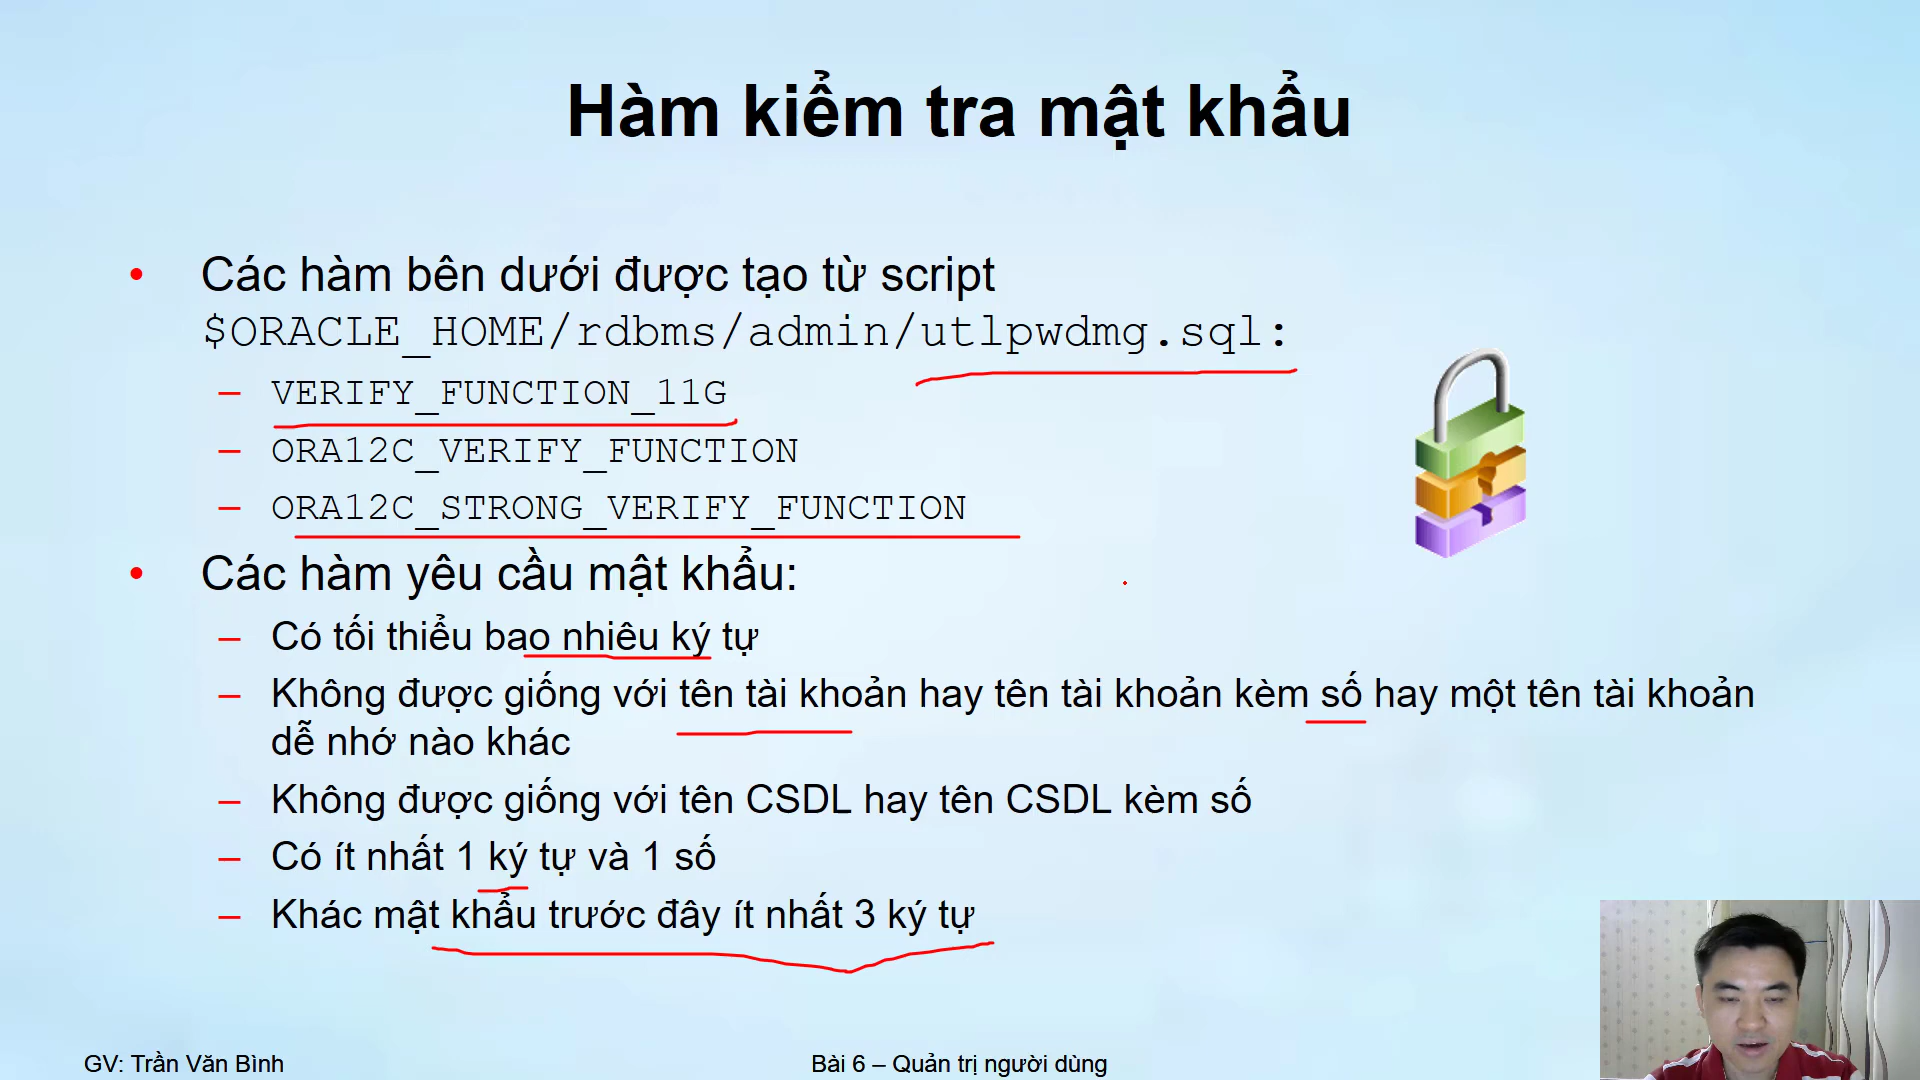 Hàm kiểm tra mật khẩu
• Các hàm bên dưới được tạo từ script
$ORACLE_HOME/rdbms/admin/utlpwdmg.sql:
– VERIFY_FUNCTION_11G
– ORA12C_VERIFY_FUNCTION
– ORA12C_STRONG_VERIFY_FUNCTION
• Các hàm yêu cầu mật khẩu:
– Có tối thiểu bao nhiêu ký tự
– Không được giống với tên tài khoản hay tên tài khoản kèm số hay một tên tài khoản
dễ nhớ nào khác
– Không được giống với tên CSDL hay tên CSDL kèm số
– Có ít nhất 1 ký tự và 1 số
– Khác mật khẩu trước đây ít nhất 3 ký tự
GV: Trần Văn Bình
Bài 6 – Quản trị người dùng